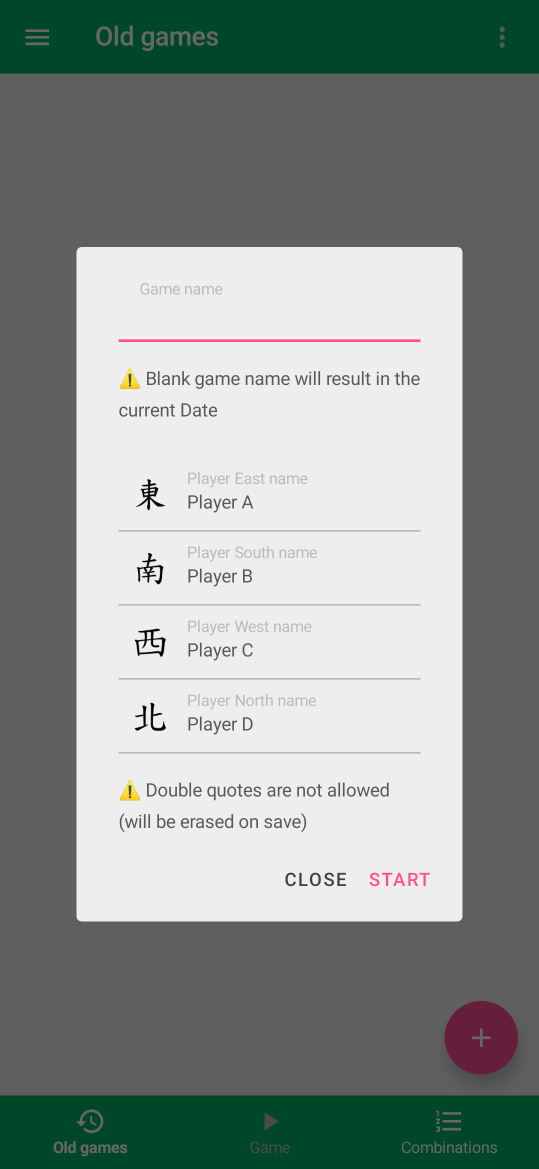 Old games
Game name
⚠️ Blank game name will result in the
current Date
東
Player East name
Player A
南
Player South name
Player B
西
Player West name
Player C
北
Player North name
Player D
⚠️ Double quotes are not allowed
(will be erased on save)
CLOSE START
+
Old games Game Combinations